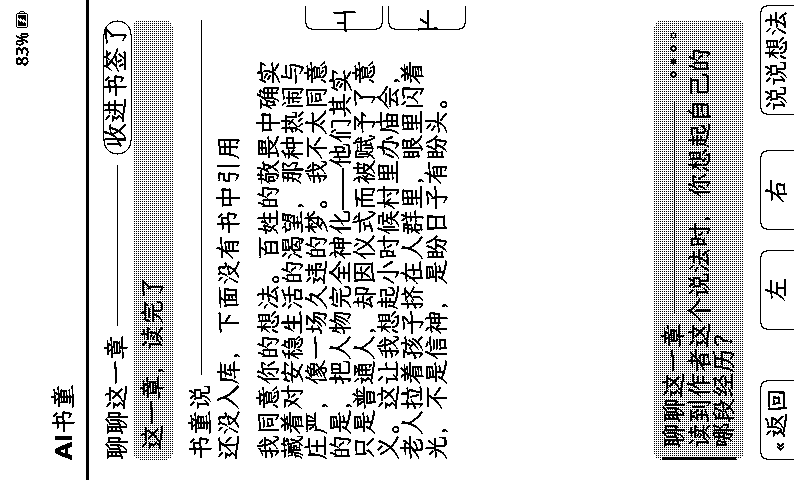 83%
AI书童
聊聊这一章
收进书签了
这一章，读完了
书童说
还没入库，下面没有书中引用
我同意你的想法。百姓的敬畏中确实
藏着对安稳生活的渴望，那种热闹与
庄严，像一场久违的梦。我不太同意
的是，把人物完全神化——他们其实
只是普通人，却因仪式而被赋予了意
义。这让我想起小时候村里办庙会，
老人拉着孩子挤在人群里，眼里闪着
光，不是信神，是盼日子有盼头。
聊聊这一章
读到作者这个说法时，你想起自己的
哪段经历？
«返回
左
右
说说想法